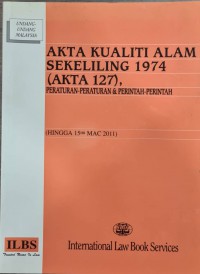 UNDANG-
UNDANG
MALAYSIA
AKTA KUALITI ALAM
SEKELILING 1974
(AKTA 127),
PERATURAN-PERATURAN & PERINTAH-PERINTAH
(HINGGA 15HB MAC 2011)
ILBS
International Law Book Services